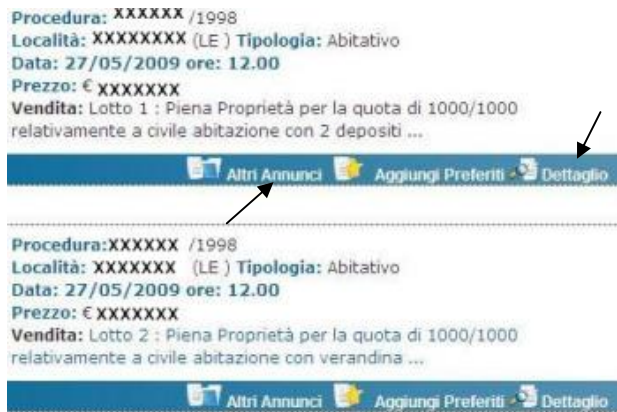 Procedura: XXXXXX /1998
Località: XXXXXXXX (LE ) Tipologia: Abitativo
Data: 27/05/2009 ore: 12.00
Prezzo: € XXXXXXX
Vendita: Lotto 1 : Piena Proprietà per la quota di 1000/1000
relativamente a civile abitazione con 2 depositi ...
Altri Annunci Aggiungi Preferiti Dettaglio
Procedura:XXXXXX /1998
Località: XXXXXXX (LE ) Tipologia: Abitativo
Data: 27/05/2009 ore: 12.00
Prezzo: € XXXXXXX
Vendita: Lotto 2 : Piena Proprietà per la quota di 1000/1000
relativamente a civile abitazione con verandina ...
Altri Annunci Aggiungi Preferiti Dettaglio